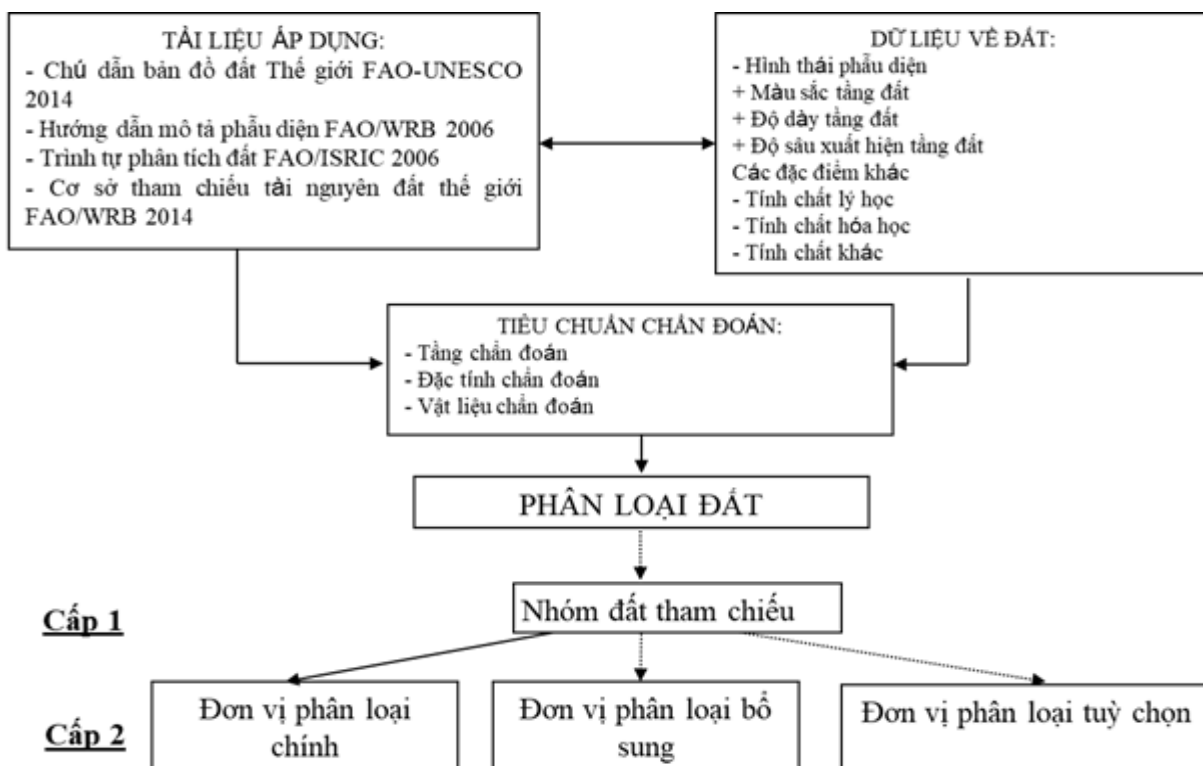 TÀI LIỆU ÁP DỤNG:
- Chú dẫn bản đồ đất Thế giới FAO-UNESCO
2014
- Hướng dẫn mô tả phẫu diện FAO/WRB 2006
- Trình tự phân tích đất FAO/ISRIC 2006
- Cơ sở tham chiếu tài nguyên đất thế giới
FAO/WRB 2014
DỮ LIỆU VỀ ĐẤT:
- Hình thái phẫu diện
+ Màu sắc tầng đất
+ Độ dày tầng đất
+ Độ sâu xuất hiện tầng đất
Các đặc điểm khác
- Tính chất lý học
- Tính chất hóa học
- Tính chất khác
TIÊU CHUẨN CHẨN ĐOÁN:
- Tầng chẩn đoán
- Đặc tính chẩn đoán
- Vật liệu chẩn đoán
PHÂN LOẠI ĐẤT
Cấp 1
Nhóm đất tham chiếu
Cấp 2
Đơn vị phân loại
chính
Đơn vị phân loại bổ
sung
Đơn vị phân loại tuỳ chọn